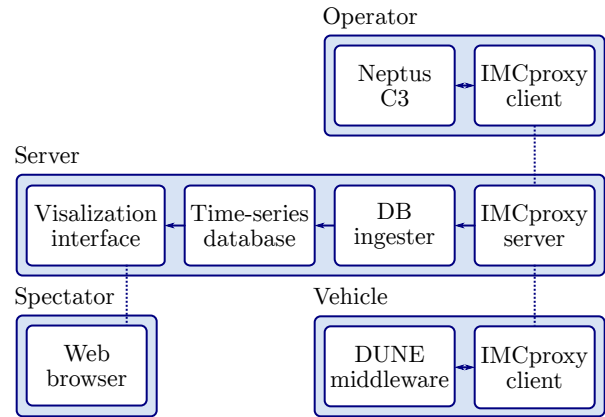 Operator
Neptus
C3
IMCproxy
client
Server
Visalization
interface
Time-series
database
DB
ingester
IMCproxy
server
Spectator
Web
browser
Vehicle
DUNE
middleware
IMCproxy
client